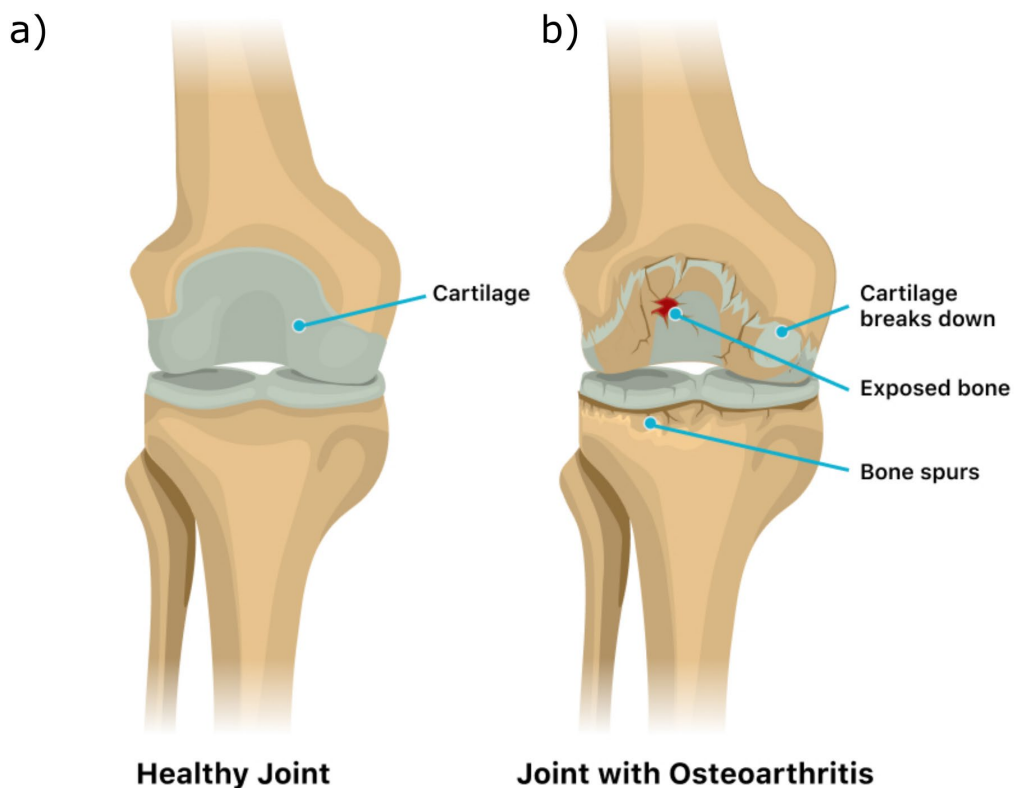 a)
b)
Cartilage
Cartilage
breaks down
Exposed bone
Bone spurs
Healthy Joint
Joint with Osteoarthritis